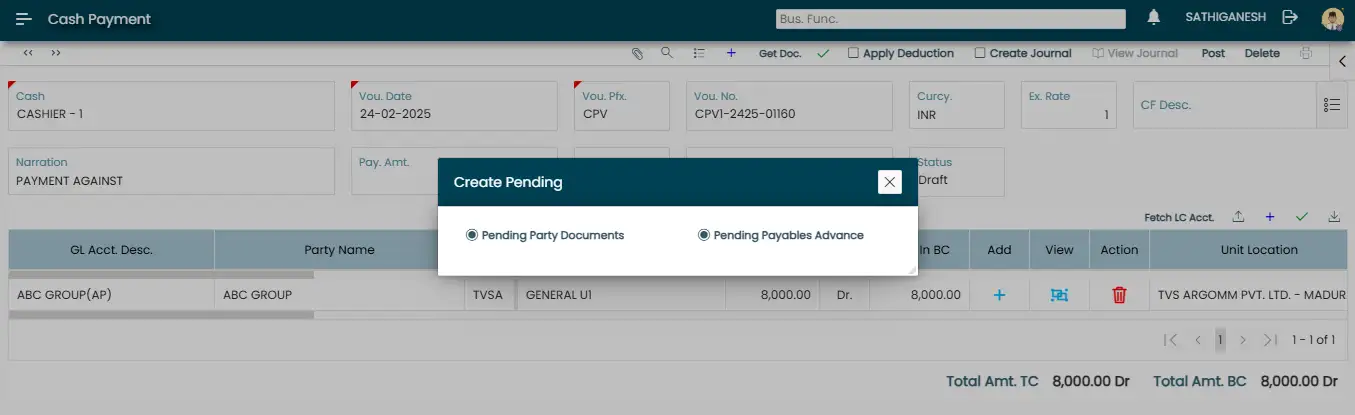 Cash Payment Bus. Func. SATHIGANESH
<< >> Get Doc. Apply Deduction Create Journal View Journal Post Delete
Cash Vou. Date Vou. Pfx. Vou. No. Curcy. Ex. Rate CF Desc.
CASHIER - 1 24-02-2025 CPV CPV1-2425-01160 INR 1
Narration Pay. Amt. Status
PAYMENT AGAINST Draft
Create Pending
Pending Party Documents Pending Payables Advance
Fetch LC Acct.
GL Acct. Desc. Party Name In BC Add View Action Unit Location
ABC GROUP(AP) ABC GROUP TVSA GENERAL U1 8,000.00 Dr. 8,000.00 TVS ARGOMM PVT. LTD. - MADUR
1 1 - 1 of 1
Total Amt. TC 8,000.00 Dr Total Amt. BC 8,000.00 Dr